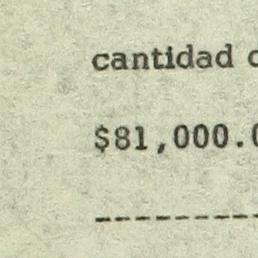 cantidad
$81,000.
---------